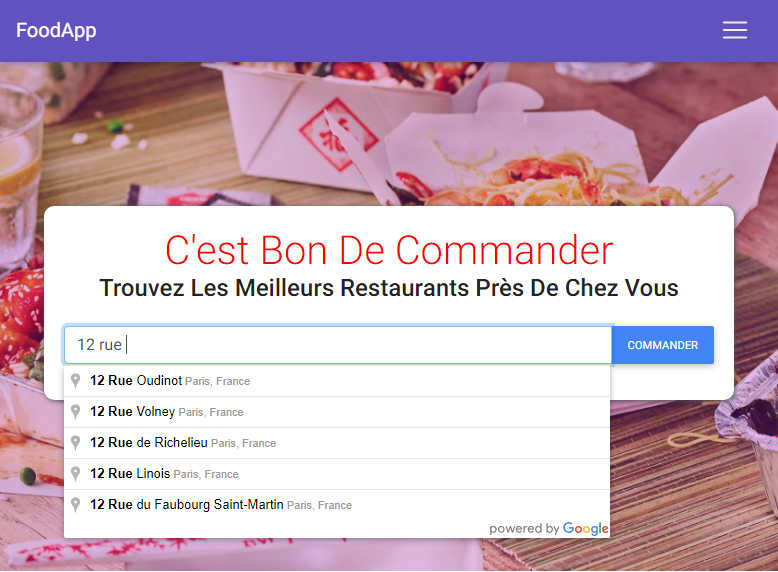 FoodApp
C'est Bon De Commander
Trouvez Les Meilleurs Restaurants Près De Chez Vous
12 rue
COMMANDER
12 Rue Oudinot Paris, France
12 Rue Volney Paris, France
12 Rue de Richelieu Paris, France
12 Rue Linois Paris, France
12 Rue du Faubourg Saint-Martin Paris, France
powered by Google